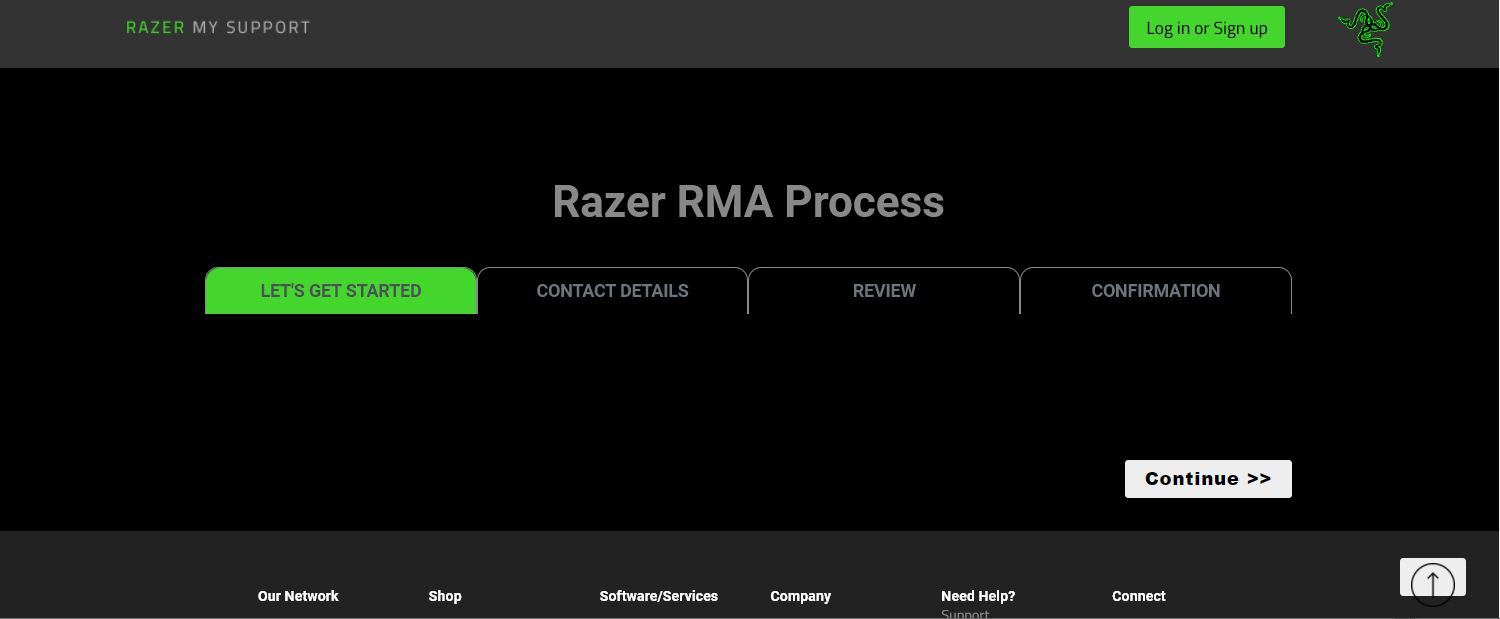 RAZER MY SUPPORT
Log in or Sign up
Razer RMA Process
LET'S GET STARTED
CONTACT DETAILS
REVIEW
CONFIRMATION
Continue >>
Our Network
Shop
Software/Services
Company
Need Help?
Connect
Support